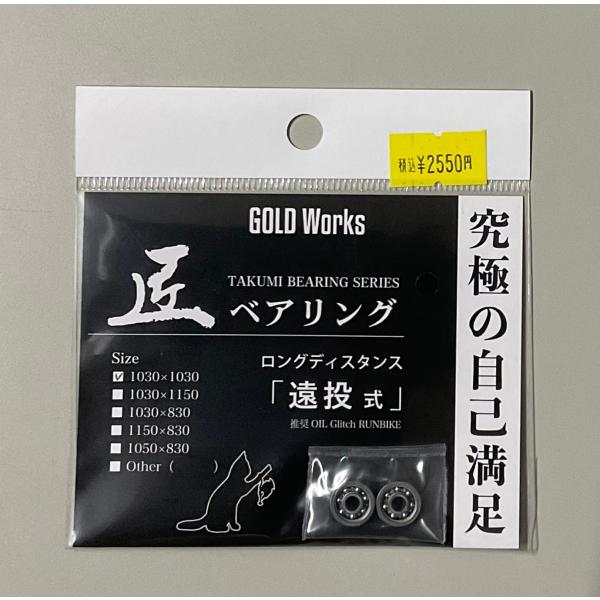 税込¥2550円
GOLD Works
匠
TAKUMI BEARING SERIES
ベアリング
Size
1030×1030
1030×1150
1030×830
1150×830
1050×830
Other (     )
ロングディスタンス
「遠投 式」
推奨 OIL Glitch RUNBIKE
究極の自己満足